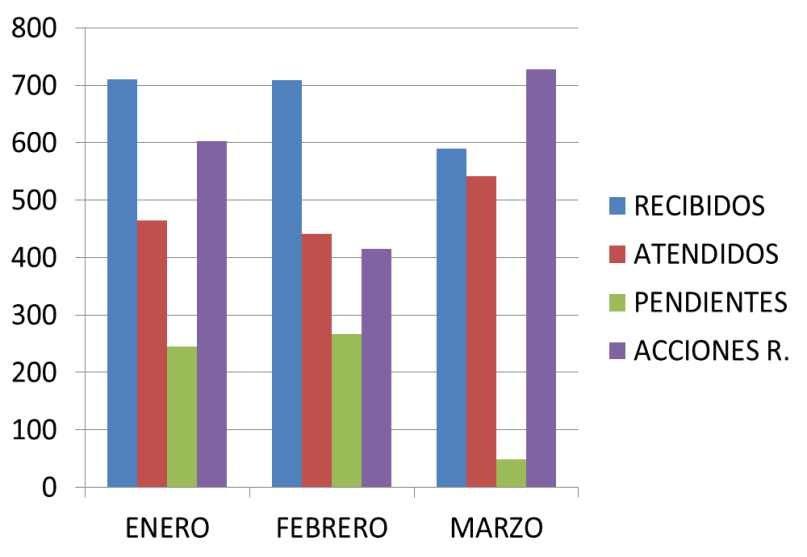 800
700
600
500
400
300
200
100
0
ENERO FEBRERO MARZO
RECIBIDOS
ATENDIDOS
PENDIENTES
ACCIONES R.